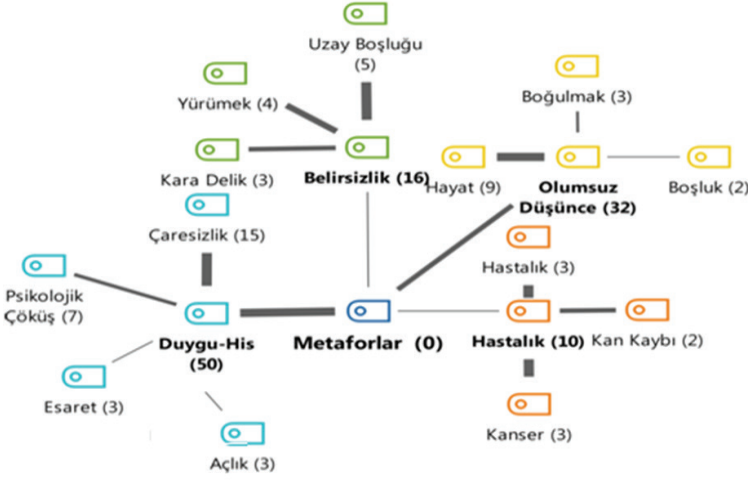 Uzay Boşluğu
(5)
Yürümek (4)
Boğulmak (3)
Kara Delik (3)
Belirsizlik (16)
Hayat (9)
Olumsuz
Düşünce (32)
Boşluk (2)
Çaresizlik (15)
Hastalık (3)
Psikolojik
Çöküş (7)
Duygu-His
(50)
Metaforlar (0)
Hastalık (10)
Kan Kaybı (2)
Esaret (3)
Kanser (3)
Açlık (3)